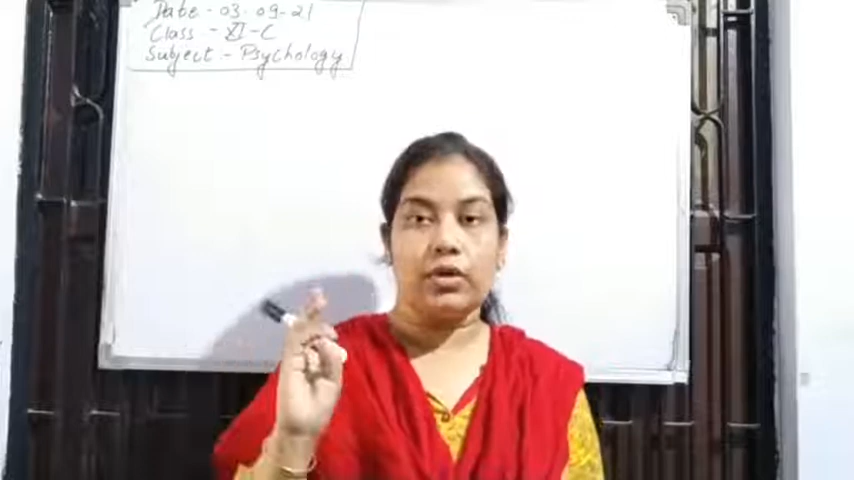 Date - 03.09-21
Class - XI-C
Subject - Psychology